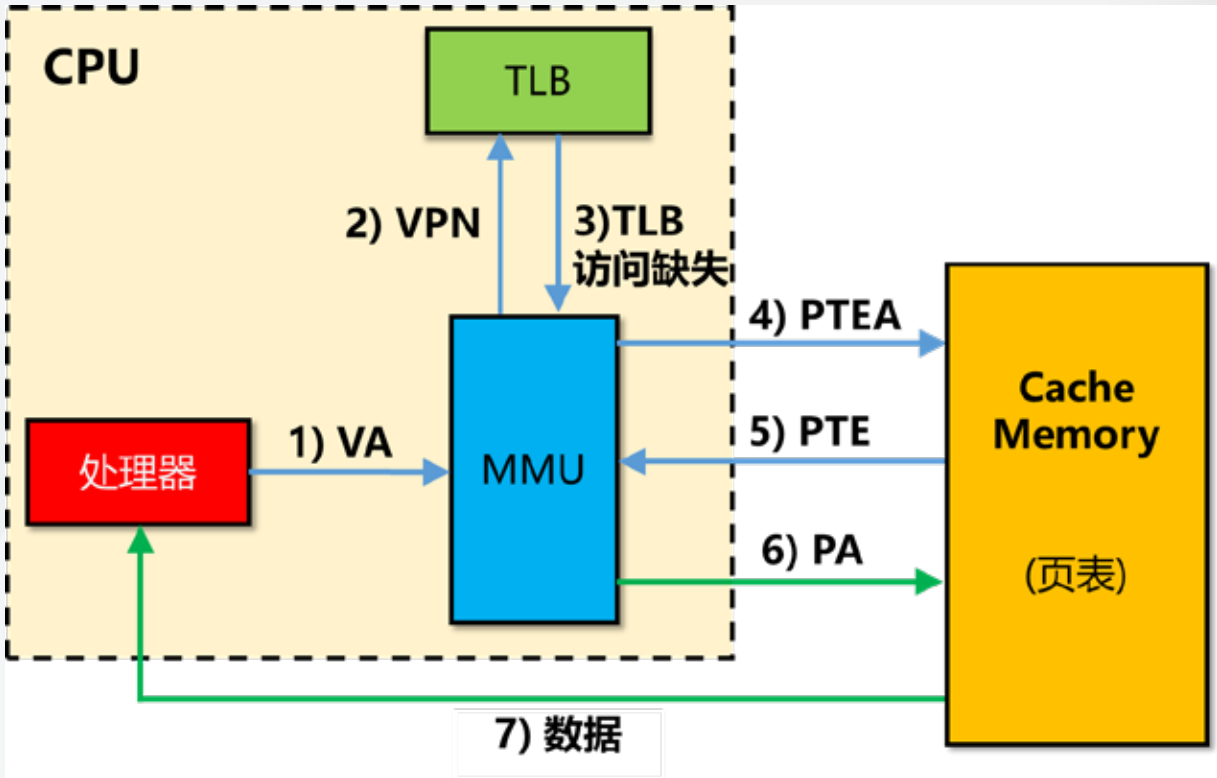 CPU
TLB
2) VPN
3)TLB
访问缺失
4) PTEA
Cache
Memory
处理器
1) VA
MMU
5) PTE
6) PA
(页表)
7) 数据